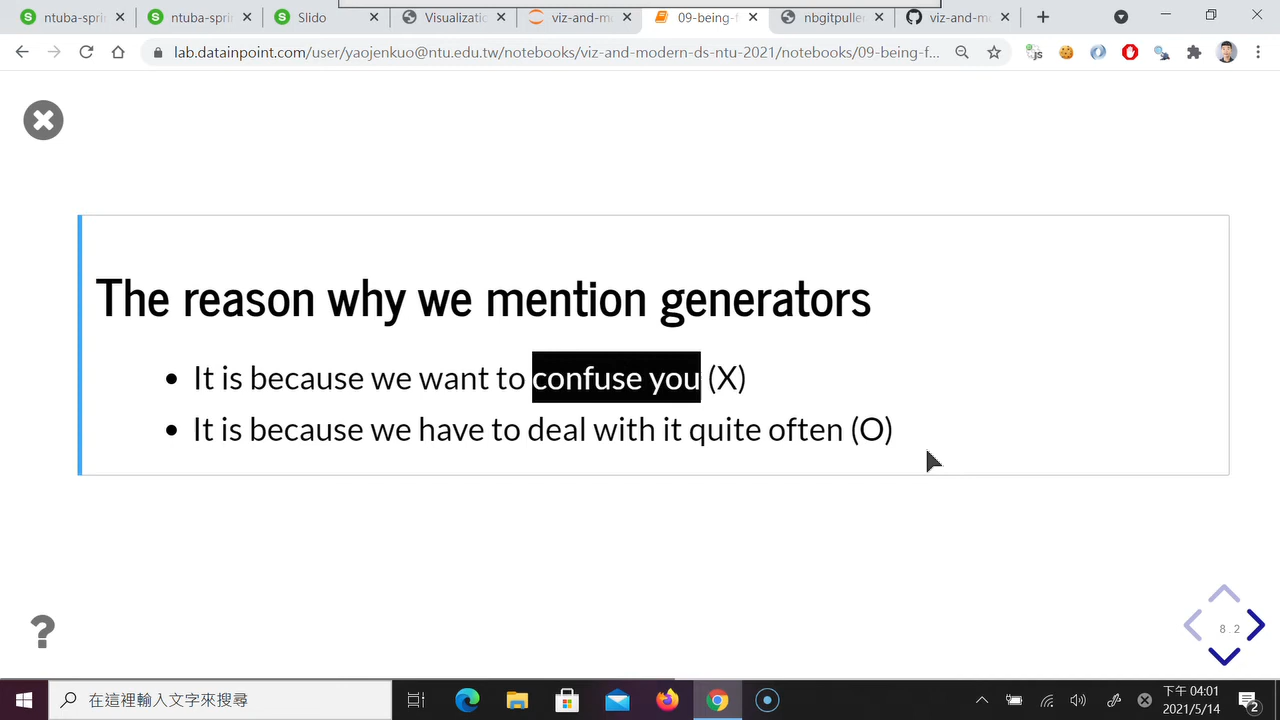 ntuba-spri
ntuba-spri
Slido
Visualizatio
viz-and-mo
09-being-f
nbgitpuller
viz-and-mo
lab.datainpoint.com/user/yaojenkuo@ntu.edu.tw/notebooks/viz-and-modern-ds-ntu-2021/notebooks/09-being-f...
The reason why we mention generators
• It is because we want to confuse you (X)
• It is because we have to deal with it quite often (O)
?
8.2
在這裡輸入文字來搜尋
下午 04:01
2021/5/14
2